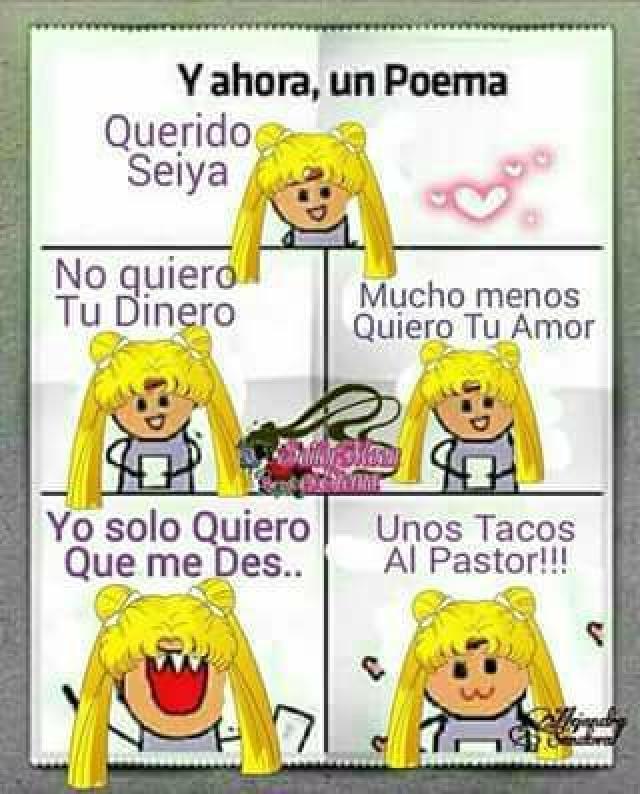 Y ahora, un Poema
Querido
Seiya
No quiero
Tu Dinero
Mucho menos
Quiero Tu Amor
Yo solo Quiero
Que me Des..
Unos Tacos
Al Pastor!!!